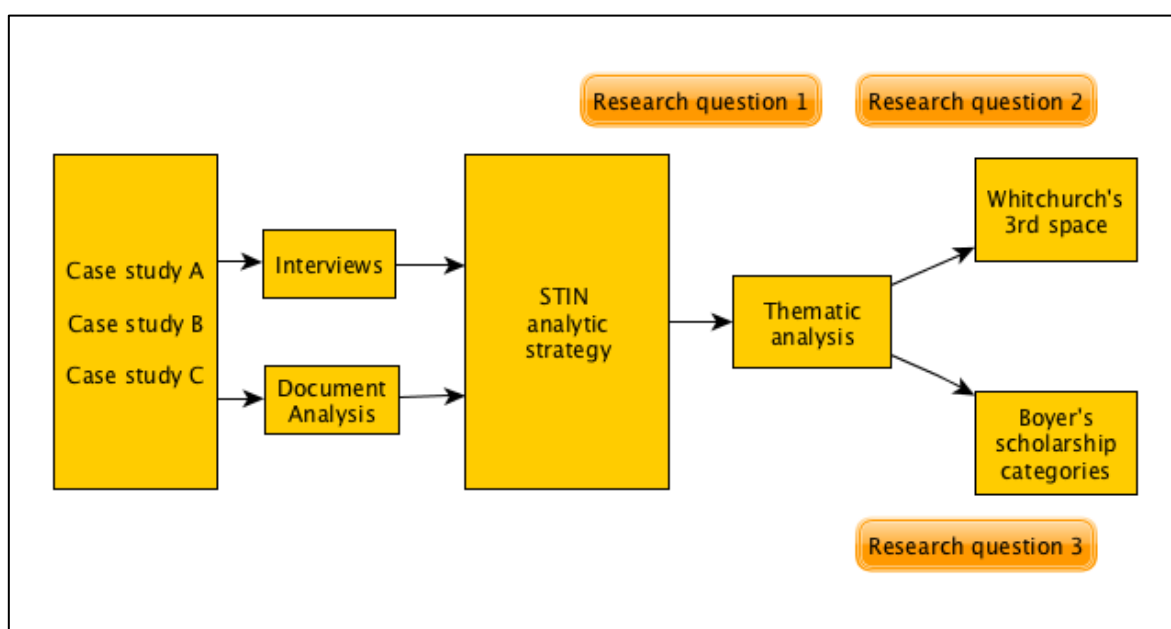 Research question 1
Research question 2
Case study A
Case study B
Case study C
Interviews
Document
Analysis
STIN
analytic
strategy
Thematic
analysis
Whitchurch's
3rd space
Boyer's
scholarship
categories
Research question 3